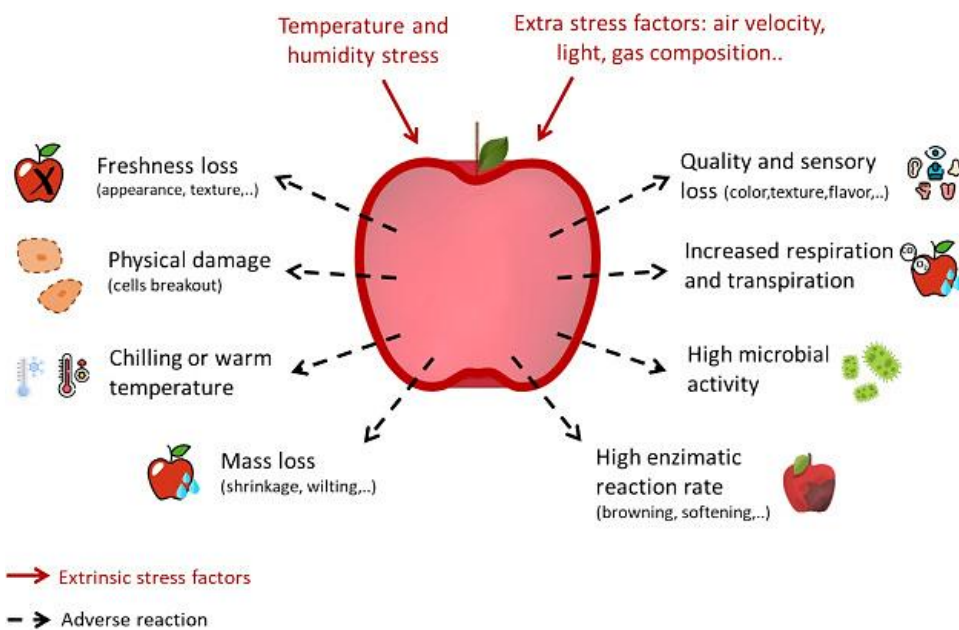 Temperature and
humidity stress
Extra stress factors: air velocity,
light, gas composition..
Freshness loss
(appearance, texture,..)
Physical damage
(cells breakout)
Chilling or warm
temperature
Mass loss
(shrinkage, wilting,..)
Quality and sensory
loss (color,texture,flavor,..)
Increased respiration
and transpiration
High microbial
activity
High enzimatic
reaction rate
(browning, softening,..)
Extrinsic stress factors
Adverse reaction